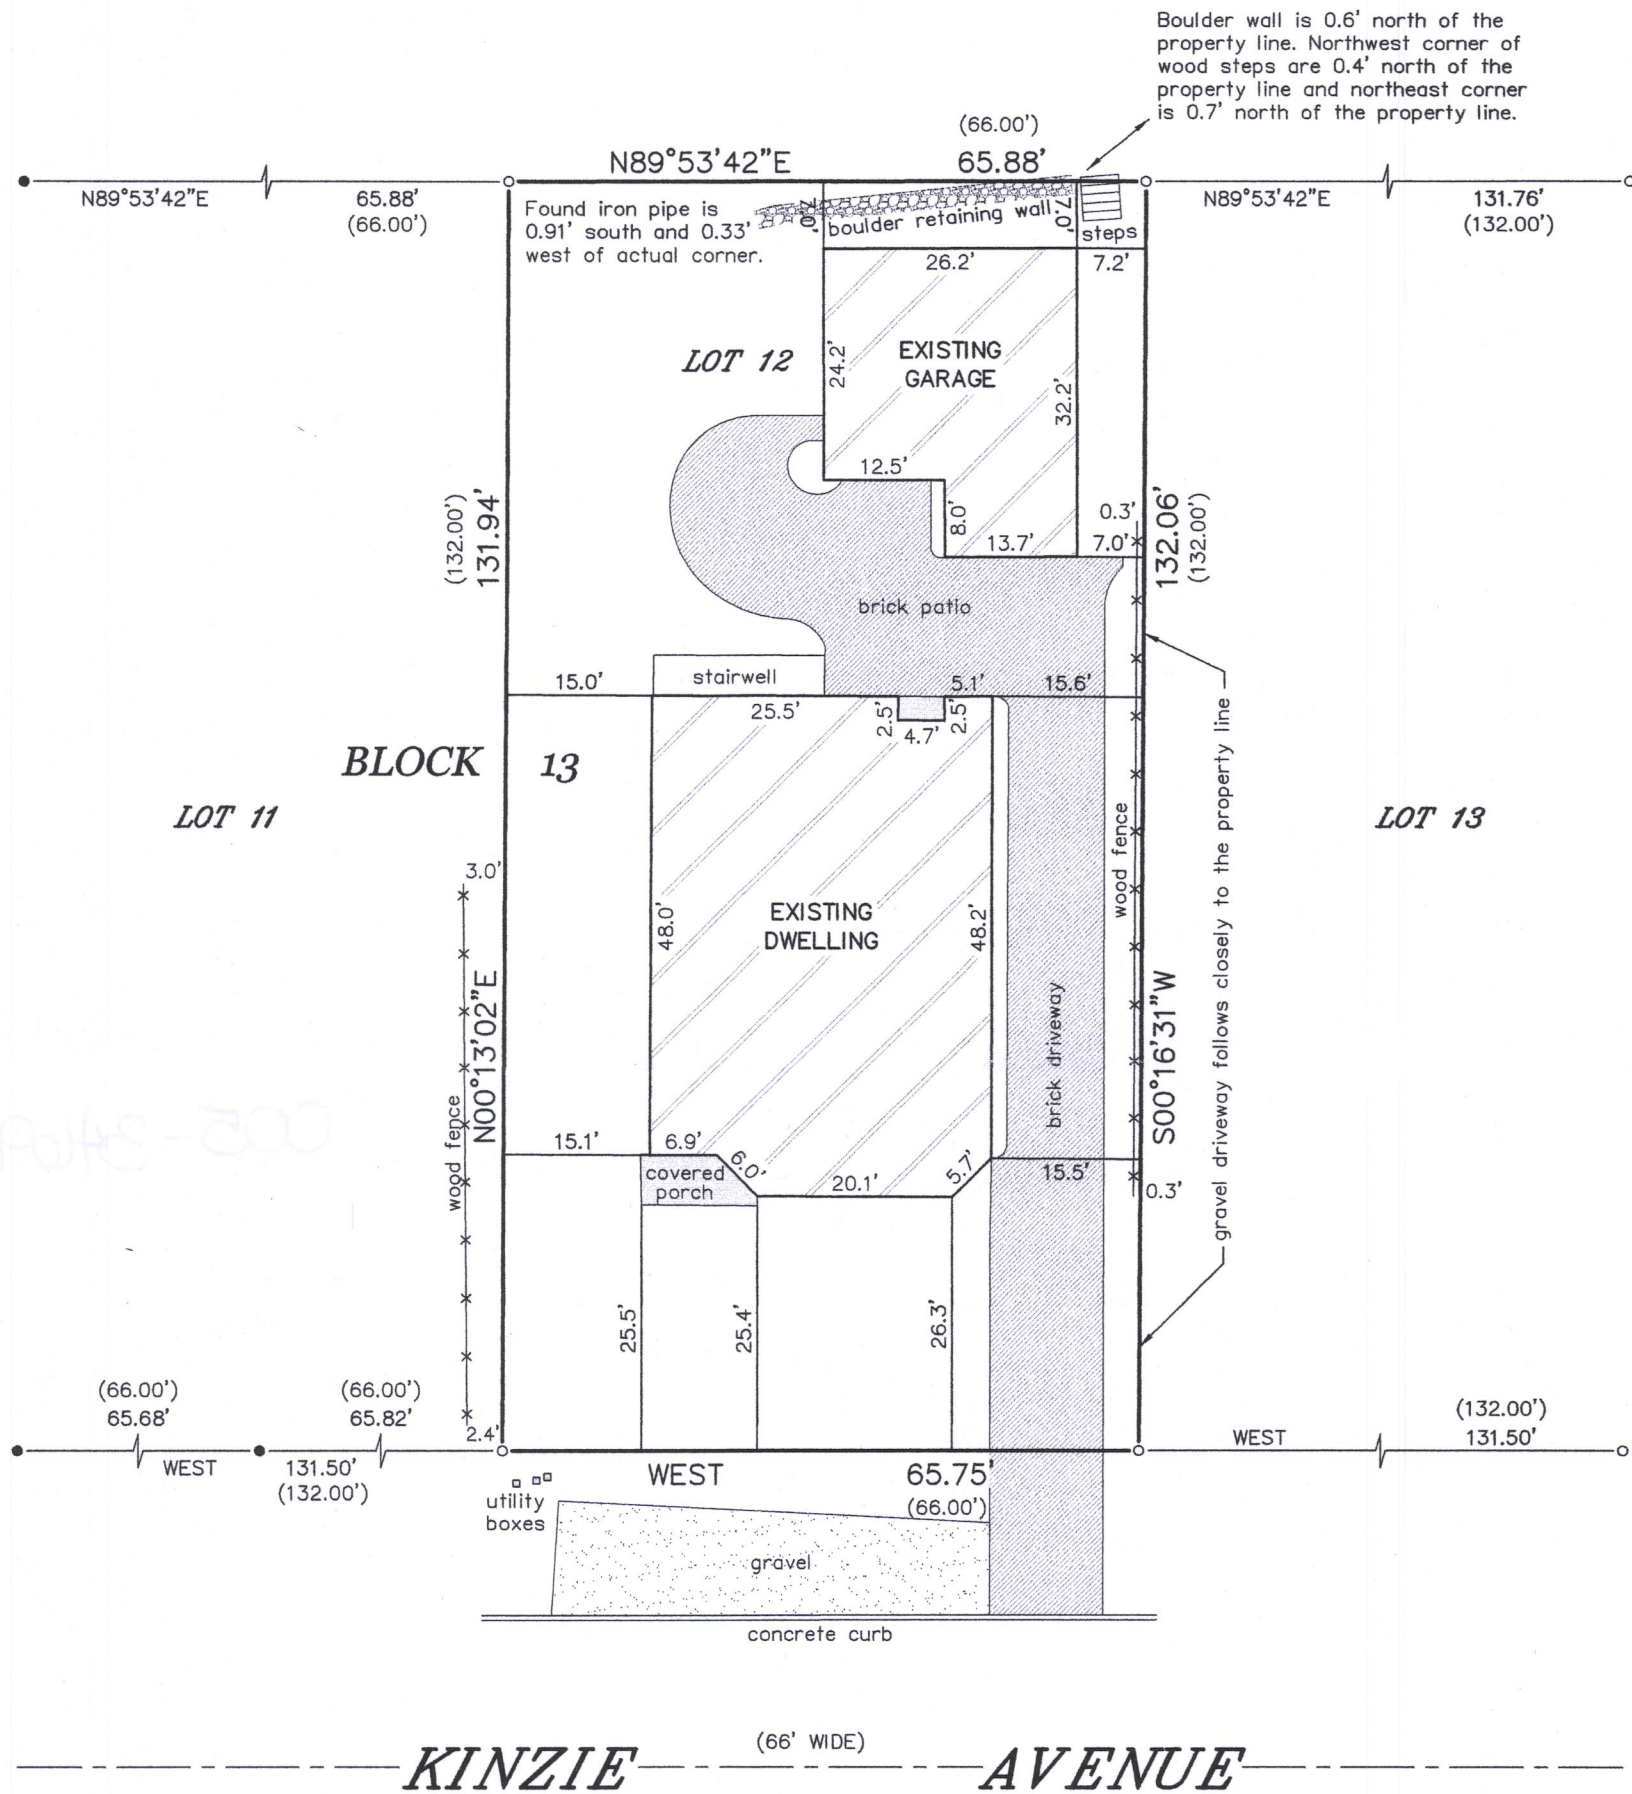 Boulder wall is 0.6' north of the
property line. Northwest corner of
wood steps are 0.4' north of the
property line and northeast corner
is 0.7' north of the property line.
(66.00')
N89°53'42"E 65.88'
N89°53'42"E
65.88'
(66.00')
N89°53'42"E
131.76'
(132.00')
Found iron pipe is
0.91' south and 0.33'
west of actual corner.
7.0'
boulder retaining wall
7.0'
steps
26.2'
7.2'
LOT 12
24.2'
EXISTING
GARAGE
32.2'
12.5'
8.0'
13.7'
0.3'
7.0'
(132.00')
131.94'
132.06'
(132.00')
brick patio
stairwell
15.0'
25.5'
2.5'
4.7'
2.5'
5.1'
15.6'
BLOCK 13
LOT 11
LOT 13
gravel driveway follows closely to the property line
wood fence
3.0'
48.0'
EXISTING
DWELLING
48.2'
brick driveway
N00°13'02"E
S00°16'31"W
wood fence
15.1'
6.9'
6.0'
covered
porch
20.1'
5.7'
15.5'
0.3'
25.5'
25.4'
26.3'
(66.00')
65.68'
(66.00')
65.82'
2.4'
WEST
131.50'
(132.00')
WEST 65.75'
(66.00')
WEST
(132.00')
131.50'
utility
boxes
gravel
concrete curb
(66' WIDE)
KINZIE AVENUE